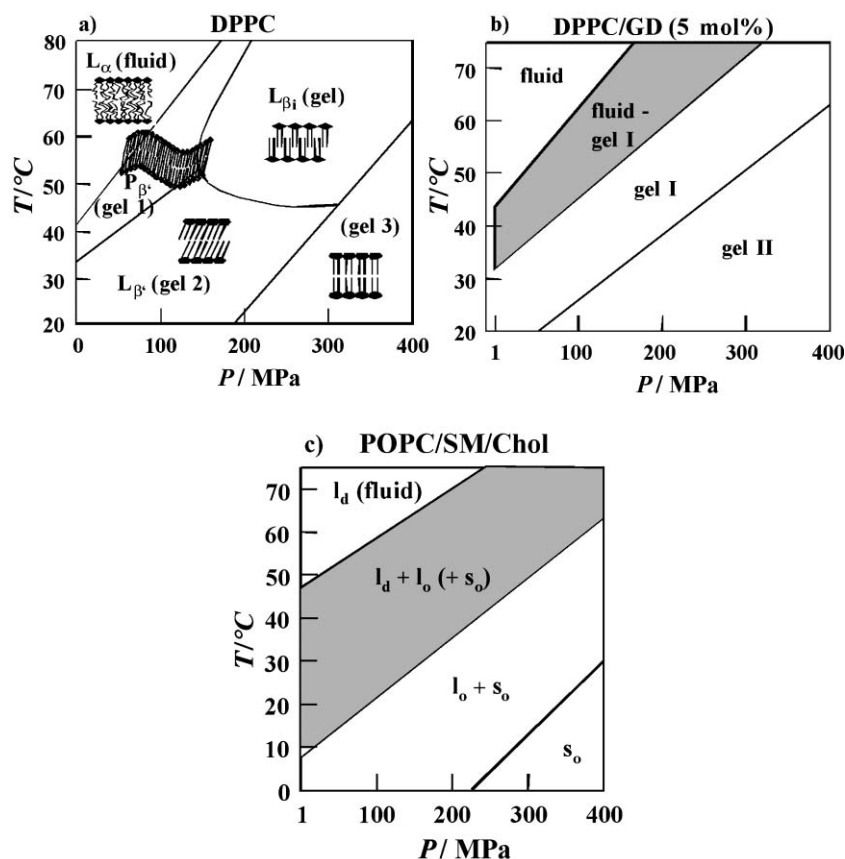 a) DPPC
80
70
60
50
40
30
20
T/°C
Lα (fluid)
Lβi (gel)
Pβ‘
(gel 1)
Lβ‘ (gel 2)
(gel 3)
0 100 200 300 400
P / MPa
b) DPPC/GD (5 mol%)
70
60
50
40
30
20
T/°C
fluid
fluid -
gel I
gel I
gel II
1 100 200 300 400
P / MPa
c) POPC/SM/Chol
70
60
50
40
30
20
10
0
T/°C
ld (fluid)
ld + lo (+ so)
lo + so
so
1 100 200 300 400
P / MPa